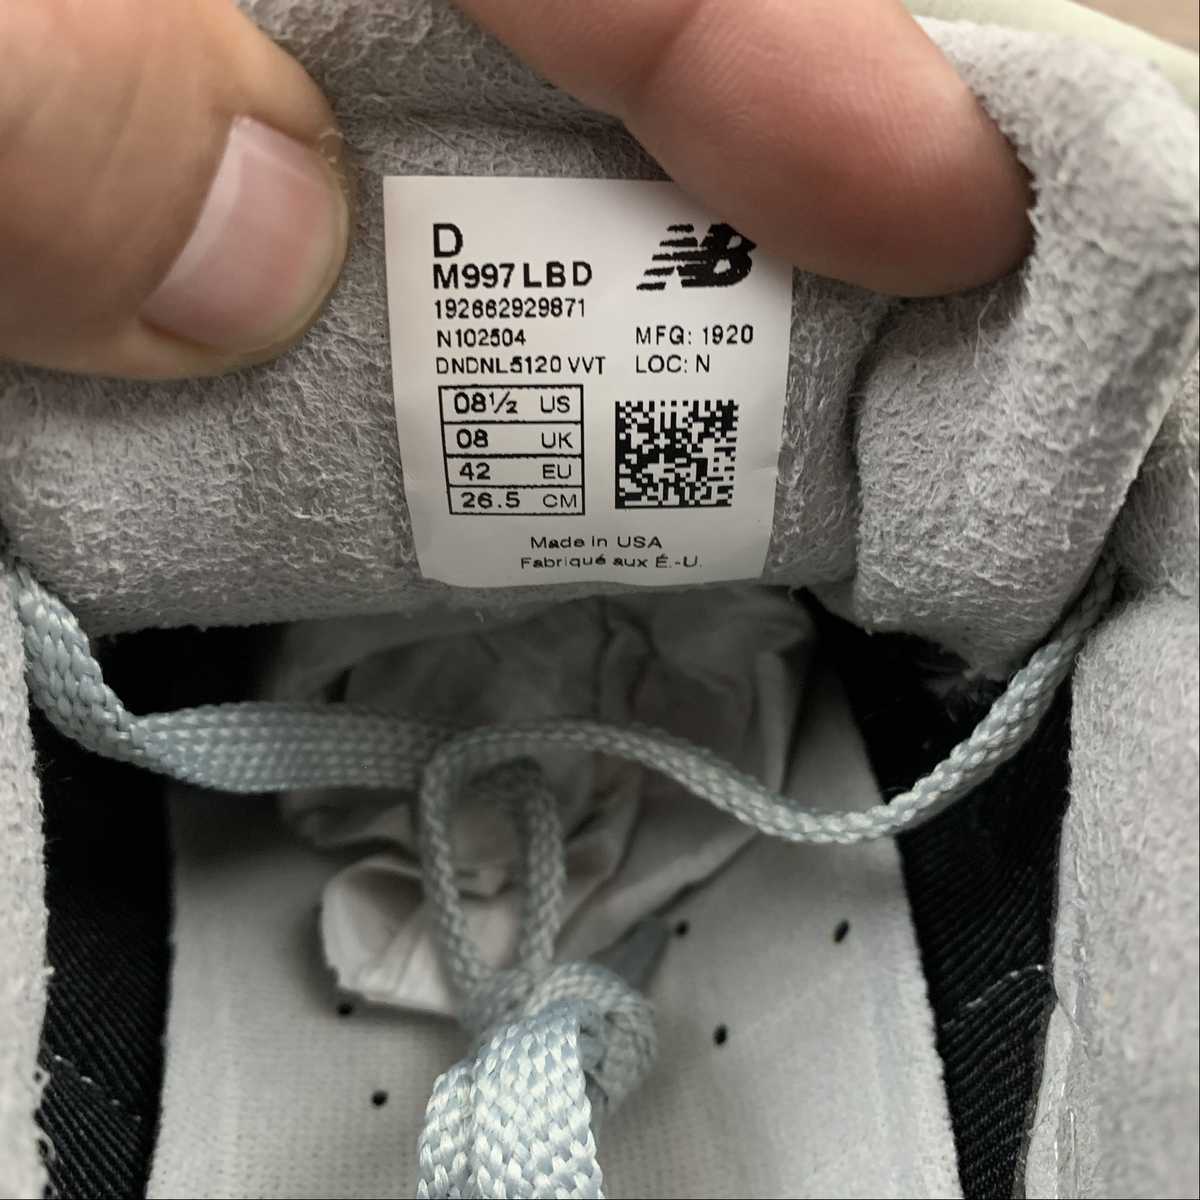 D
M997LBD
NB
192662929871
N102504
MFG: 1920
DNDNL5120 VVT
LOC: N
08½ US
08 UK
42 EU
26.5 CM
Made in USA
Fabriqué aux É.-U.